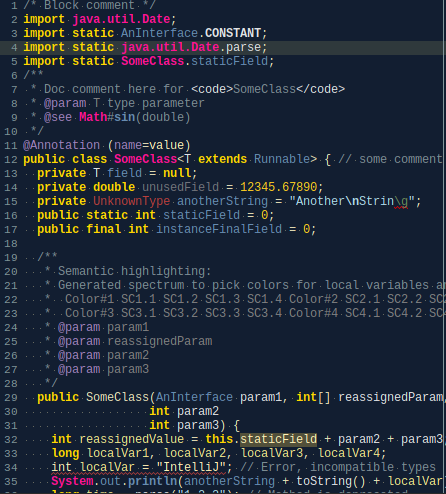 1 /* Block comment */
2 import java.util.Date;
3 import static AnInterface.CONSTANT;
4 import static java.util.Date.parse;
5 import static SomeClass.staticField;
6 /**
7 * Doc comment here for <code>SomeClass</code>
8 * @param T type parameter
9 * @see Math#sin(double)
10 */
11 @Annotation (name=value)
12 public class SomeClass<T extends Runnable> { // some comment
13 private T field = null;
14 private double unusedField = 12345.67890;
15 private UnknownType anotherString = "Another\nStrin\g";
16 public static int staticField = 0;
17 public final int instanceFinalField = 0;
18
19 /**
20 * Semantic highlighting:
21 * Generated spectrum to pick colors for local variables a
22 * Color#1 SC1.1 SC1.2 SC1.3 SC1.4 Color#2 SC2.1 SC2.2 SC2
23 * Color#3 SC3.1 SC3.2 SC3.3 SC3.4 Color#4 SC4.1 SC4.2 SC4
24 * @param param1
25 * @param reassignedParam
26 * @param param2
27 * @param param3
28 */
29 public SomeClass(AnInterface param1, int[] reassignedParam,
30 int param2
31 int param3) {
32 int reassignedValue = this.staticField + param2 + param3
33 long localVar1, localVar2, localVar3, localVar4;
34 int localVar = "IntelliJ"; // Error, incompatible types
35 System.out.println(anotherString + toString() + localVar